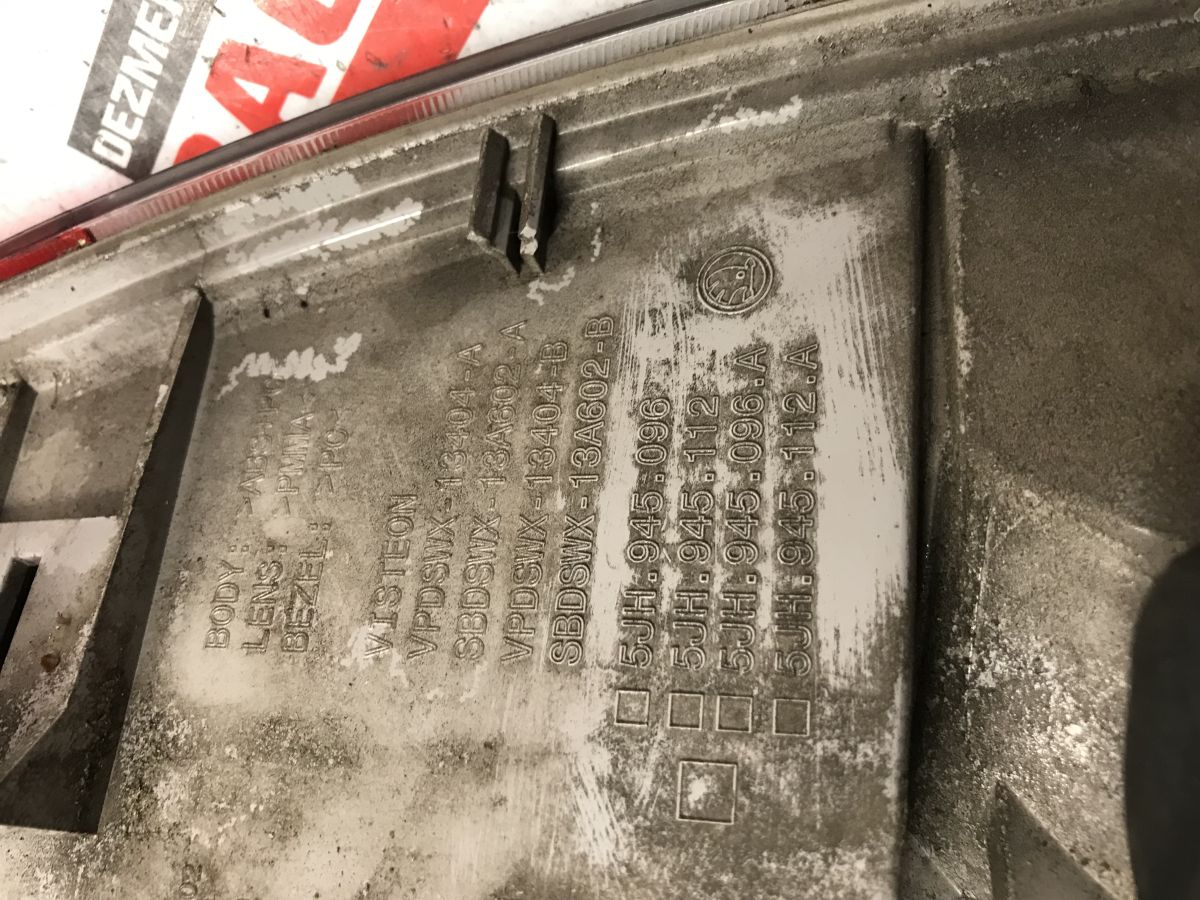 DEZME
BODY:
LENS: >PMMA<
BEZEL: >PC<
VISTEON
VPDSWX-13404-A
SBDSWX-13A602-A
VPDSWX-13404-B
SBDSWX-13A602-B
5JH.945.096
5JH.945.112
5JH.945.096.A
5JH.945.112.A
02